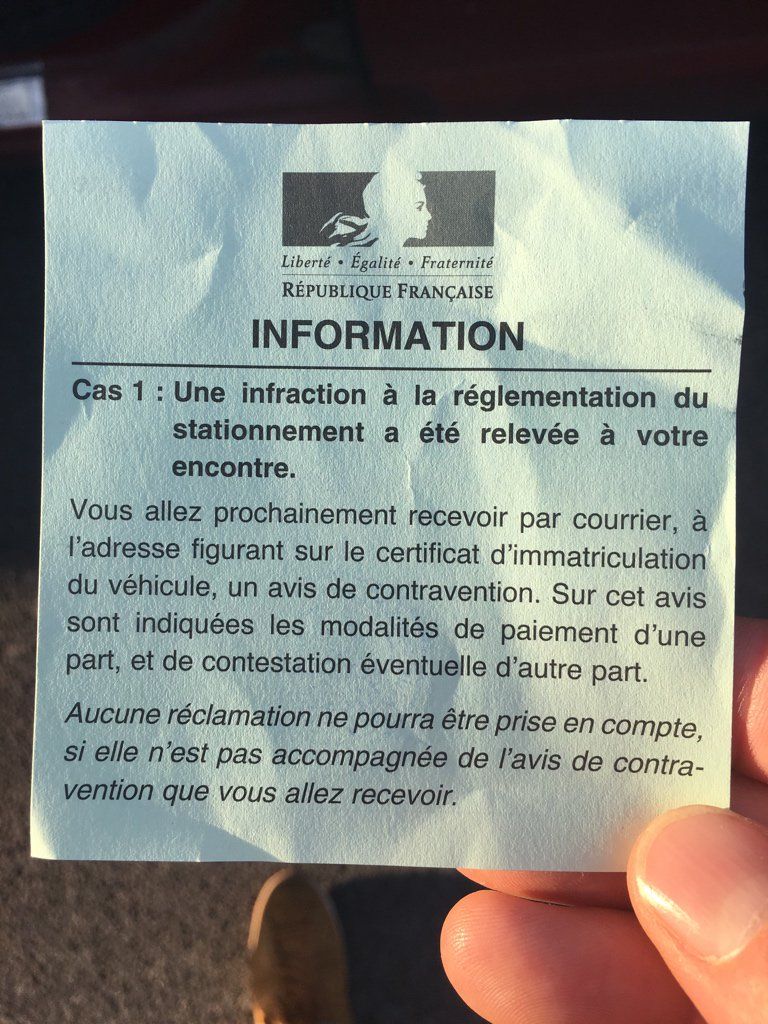 Liberté • Égalité • Fraternité
RÉPUBLIQUE FRANÇAISE
INFORMATION
Cas 1 : Une infraction à la réglementation du
stationnement a été relevée à votre
encontre.
Vous allez prochainement recevoir par courrier, à
l'adresse figurant sur le certificat d'immatriculation
du véhicule, un avis de contravention. Sur cet avis
sont indiquées les modalités de paiement d'une
part, et de contestation éventuelle d'autre part.
Aucune réclamation ne pourra être prise en compte,
si elle n'est pas accompagnée de l'avis de contra-
vention que vous allez recevoir.